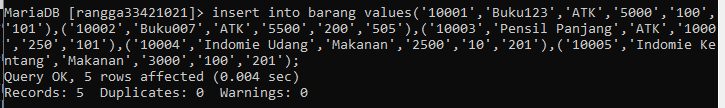 MariaDB [rangga33421021]> insert into barang values('10001','Buku123','ATK','5000','100',
'101'),('10002','Buku007','ATK','5500','200','505'),('10003','Pensil Panjang','ATK','1000
','250','101'),('10004','Indomie Udang','Makanan','2500','10','201'),('10005','Indomie Ke
ntang','Makanan','3000','100','201');
Query OK, 5 rows affected (0.004 sec)
Records: 5  Duplicates: 0  Warnings: 0